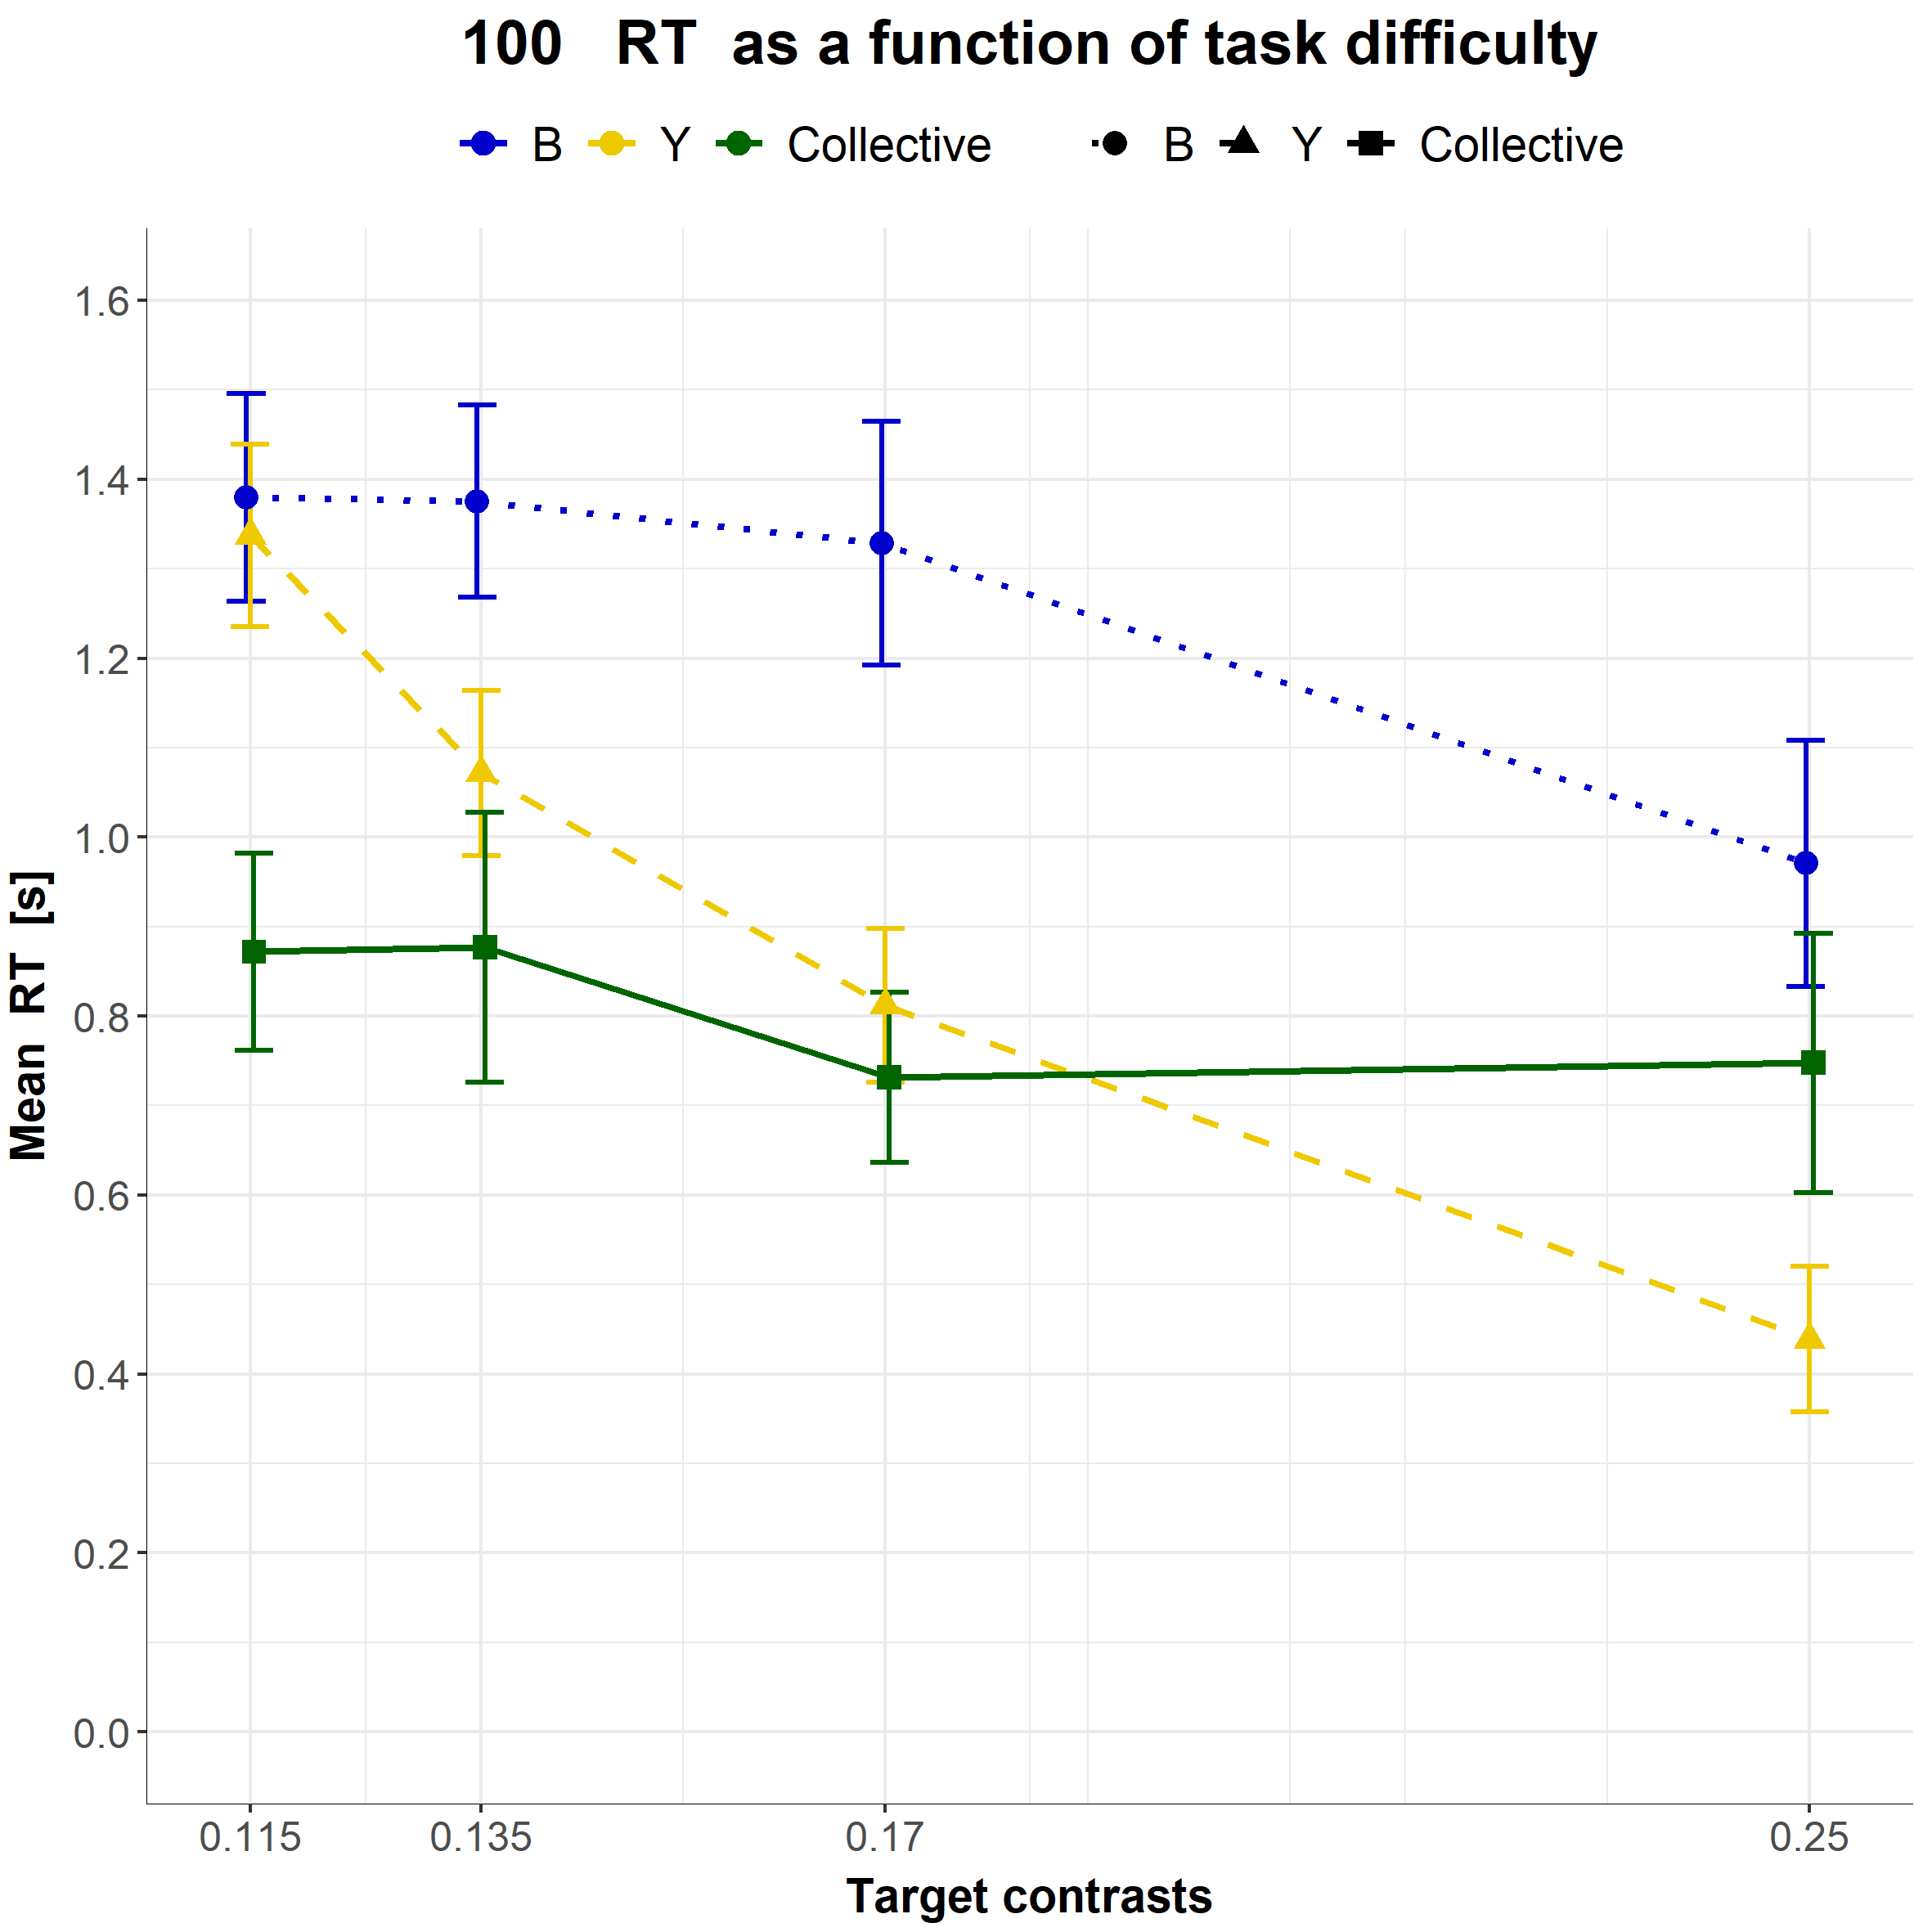 100 RT as a function of task difficulty
B Y Collective B Y Collective
1.6
1.4
1.2
1.0
0.8
0.6
0.4
0.2
0.0
Mean RT [s]
0.115 0.135 0.17 0.25
Target contrasts